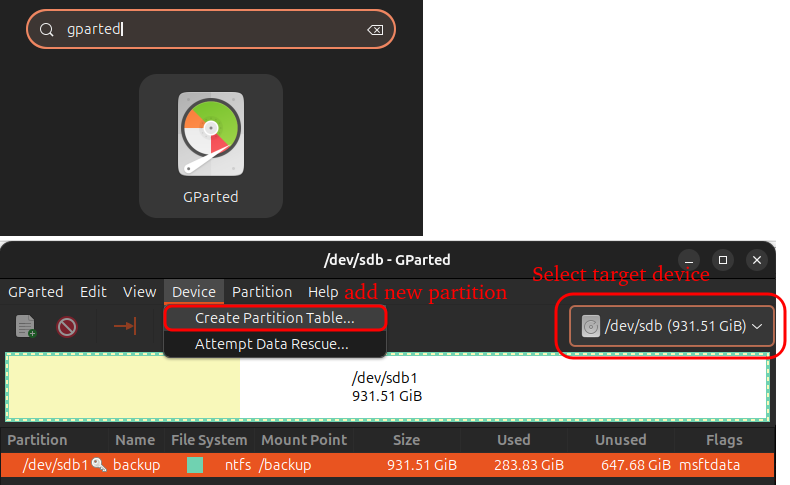 gparted
GParted
/dev/sdb - GParted
Select target device
GParted Edit View Device Partition Help add new partition
Create Partition Table...
/dev/sdb (931.51 GiB)
Attempt Data Rescue...
/dev/sdb1
931.51 GiB
Partition Name File System Mount Point Size Used Unused Flags
/dev/sdb1 backup ntfs /backup 931.51 GiB 283.83 GiB 647.68 GiB msftdata